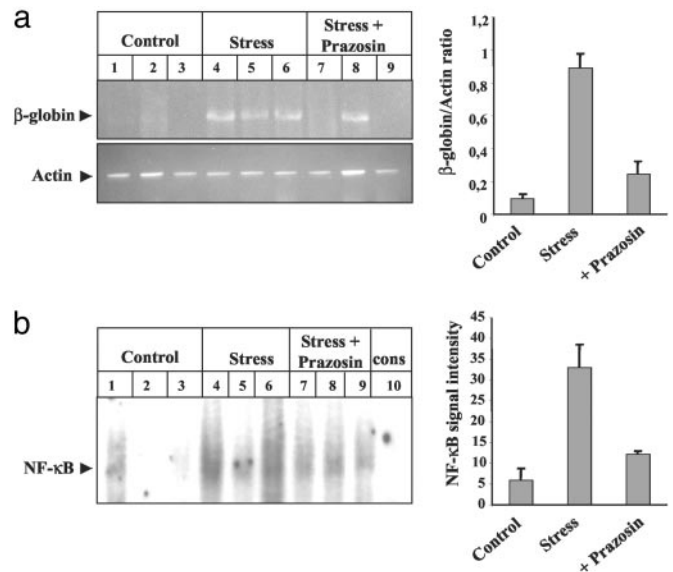 a
Control Stress Stress +
Prazosin
1 2 3 4 5 6 7 8 9
β-globin
Actin
β-globin/Actin ratio
1,2
1
0,8
0,6
0,4
0,2
0
Control Stress + Prazosin
b
Control Stress Stress +
Prazosin cons
1 2 3 4 5 6 7 8 9 10
NF-κB
NF-κB signal intensity
45
40
35
30
25
20
15
10
5
0
Control Stress + Prazosin